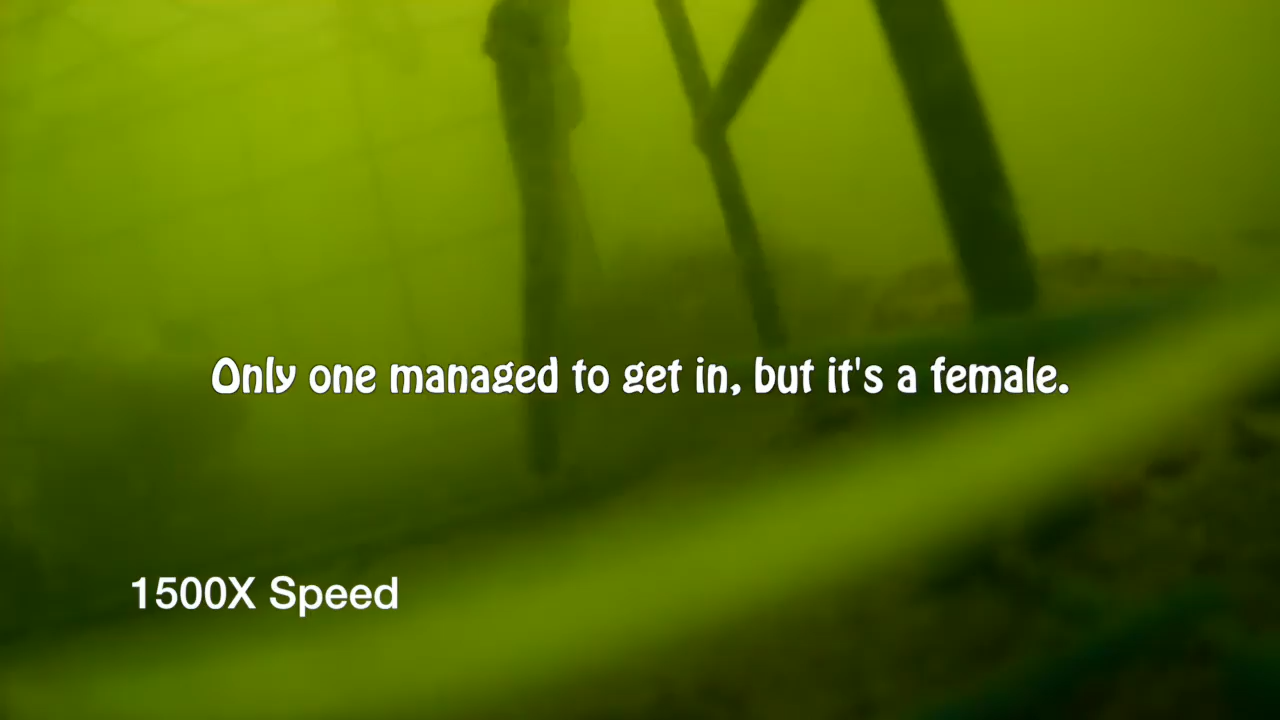 Only one managed to get in, but it's a female.
1500X Speed